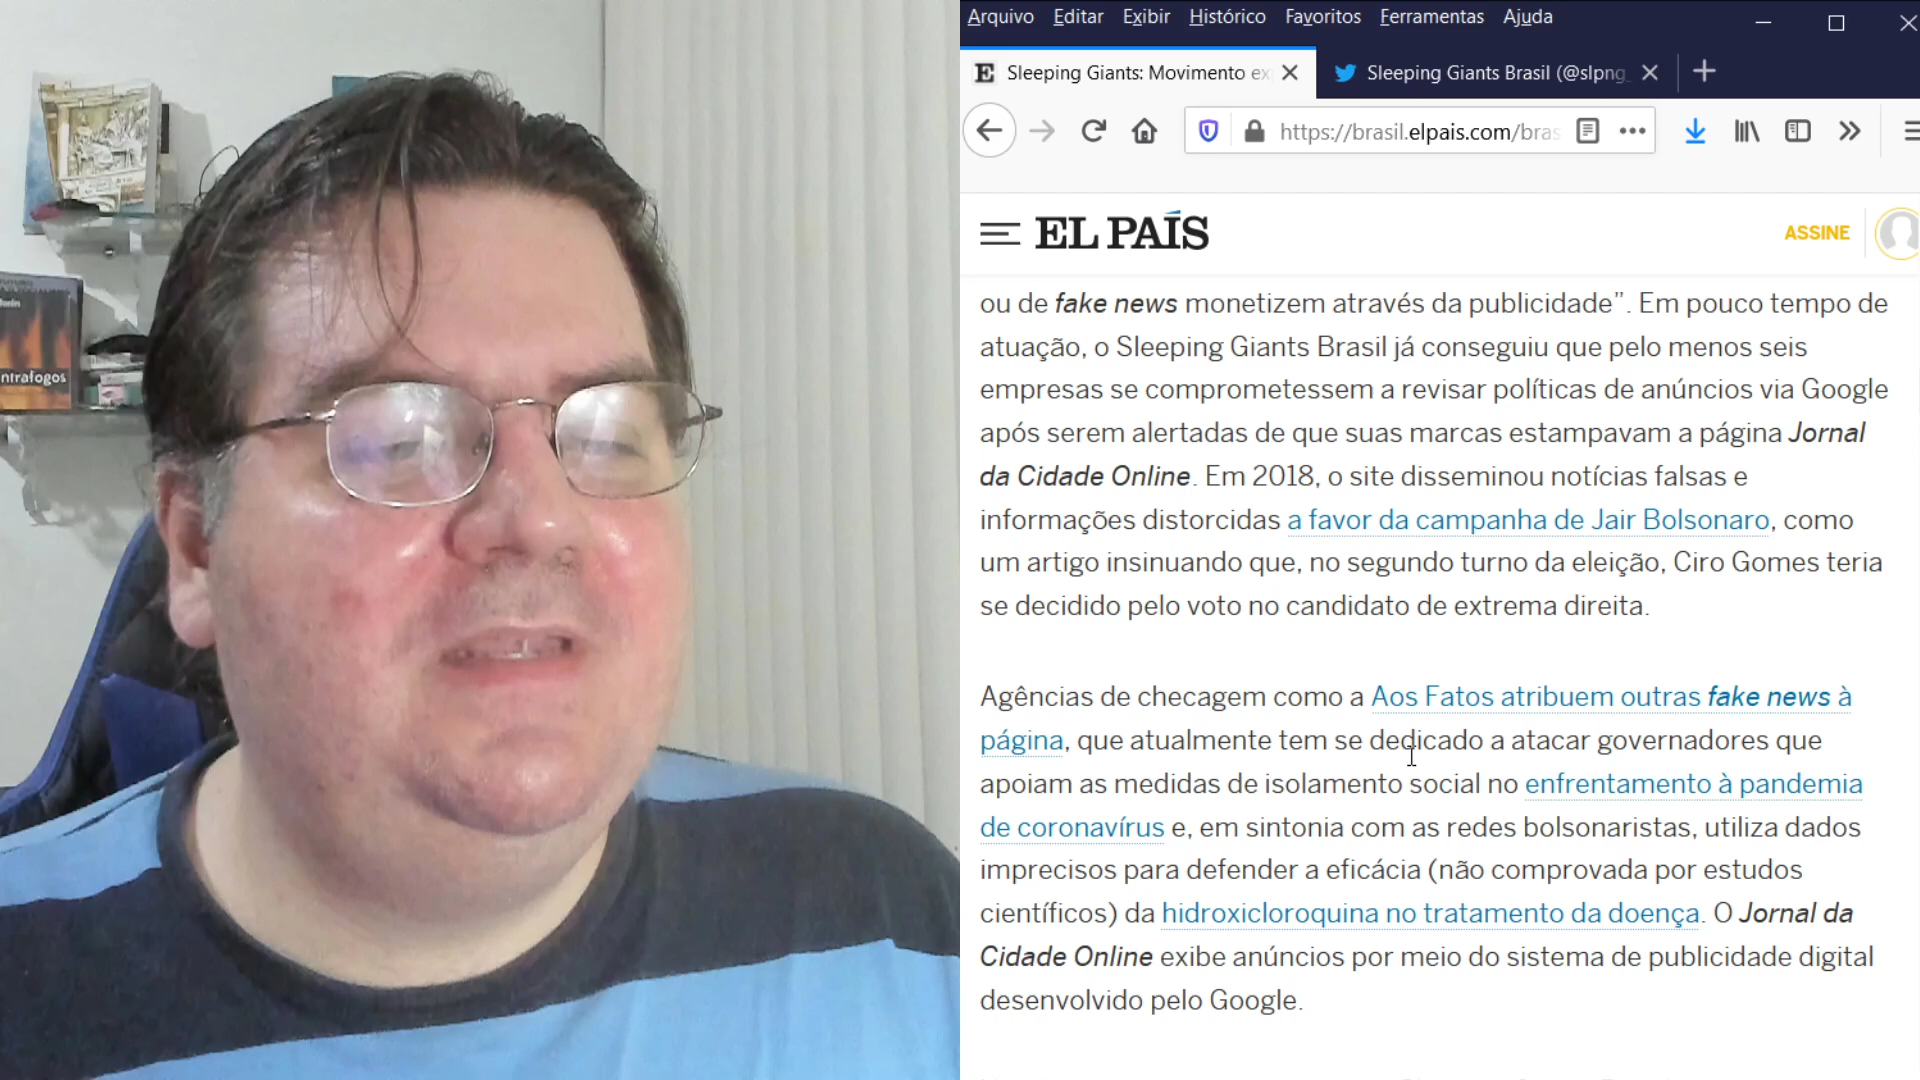 Arquivo Editar Exibir Histórico Favoritos Ferramentas Ajuda
E Sleeping Giants: Movimento ex
Sleeping Giants Brasil (@slpng_
https://brasil.elpais.com/bras
EL PAÍS
ASSINE
ntrafogos
ou de fake news monetizem através da publicidade”. Em pouco tempo de
atuação, o Sleeping Giants Brasil já conseguiu que pelo menos seis
empresas se comprometessem a revisar políticas de anúncios via Google
após serem alertadas de que suas marcas estampavam a página Jornal
da Cidade Online. Em 2018, o site disseminou notícias falsas e
informações distorcidas a favor da campanha de Jair Bolsonaro, como
um artigo insinuando que, no segundo turno da eleição, Ciro Gomes teria
se decidido pelo voto no candidato de extrema direita.
Agências de checagem como a Aos Fatos atribuem outras fake news à
página, que atualmente tem se dedicado a atacar governadores que
apoiam as medidas de isolamento social no enfrentamento à pandemia
de coronavírus e, em sintonia com as redes bolsonaristas, utiliza dados
imprecisos para defender a eficácia (não comprovada por estudos
científicos) da hidroxicloroquina no tratamento da doença. O Jornal da
Cidade Online exibe anúncios por meio do sistema de publicidade digital
desenvolvido pelo Google.